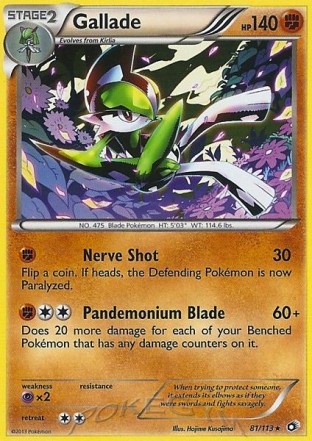 STAGE2
Gallade
HP 140
Evolves from Kirlia
NO. 475 Blade Pokémon HT: 5'03" WT: 114.6 lbs.
Nerve Shot 30
Flip a coin. If heads, the Defending Pokémon is now
Paralyzed.
Pandemonium Blade 60+
Does 20 more damage for each of your Benched
Pokémon that has any damage counters on it.
weakness resistance
×2
When trying to protect someone,
it extends its elbows as if they
were swords and fights savagely.
retreat
©2013 Pokémon
Illus. Hajime Kusajima 81/113 ★